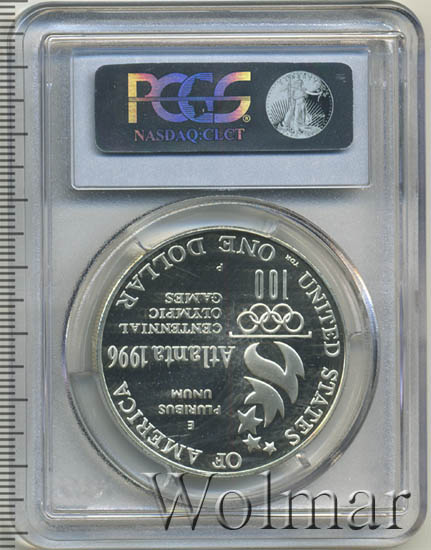 PCGS
NASDAQ:CLCT
UNITED STATES OF AMERICA
E
PLURIBUS
UNUM
Atlanta 1996
CENTENNIAL
OLYMPIC
GAMES
100
P
ONE DOLLAR
Wolmar